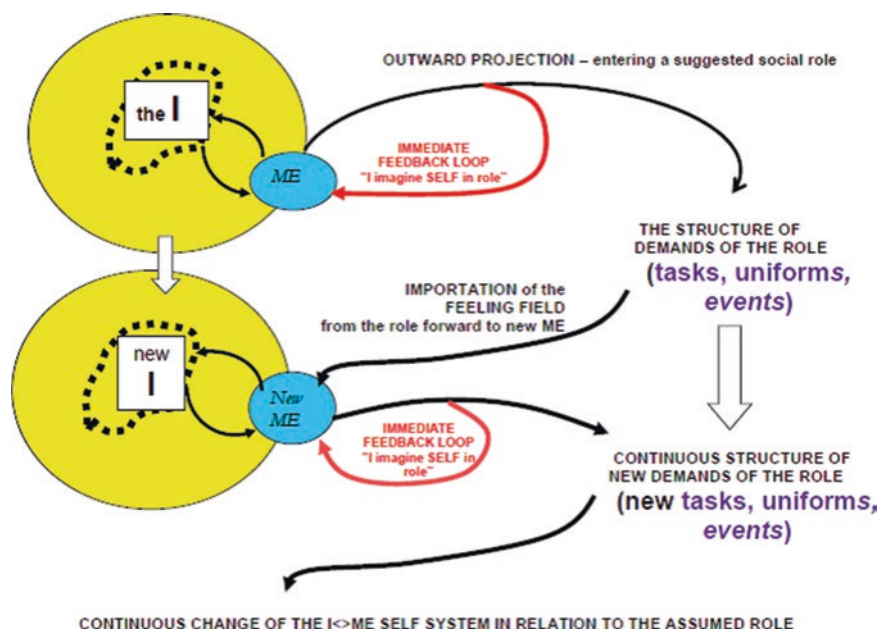 OUTWARD PROJECTION – entering a suggested social role
the I
ME
IMMEDIATE
FEEDBACK LOOP
"I imagine SELF in role"
THE STRUCTURE OF
DEMANDS OF THE ROLE
(tasks, uniforms,
events)
IMPORTATION of the
FEELING FIELD
from the role forward to new ME
new
I
New
ME
IMMEDIATE
FEEDBACK LOOP
"I imagine SELF in
role"
CONTINUOUS STRUCTURE OF
NEW DEMANDS OF THE ROLE
(new tasks, uniforms,
events)
CONTINUOUS CHANGE OF THE I<>ME SELF SYSTEM IN RELATION TO THE ASSUMED ROLE